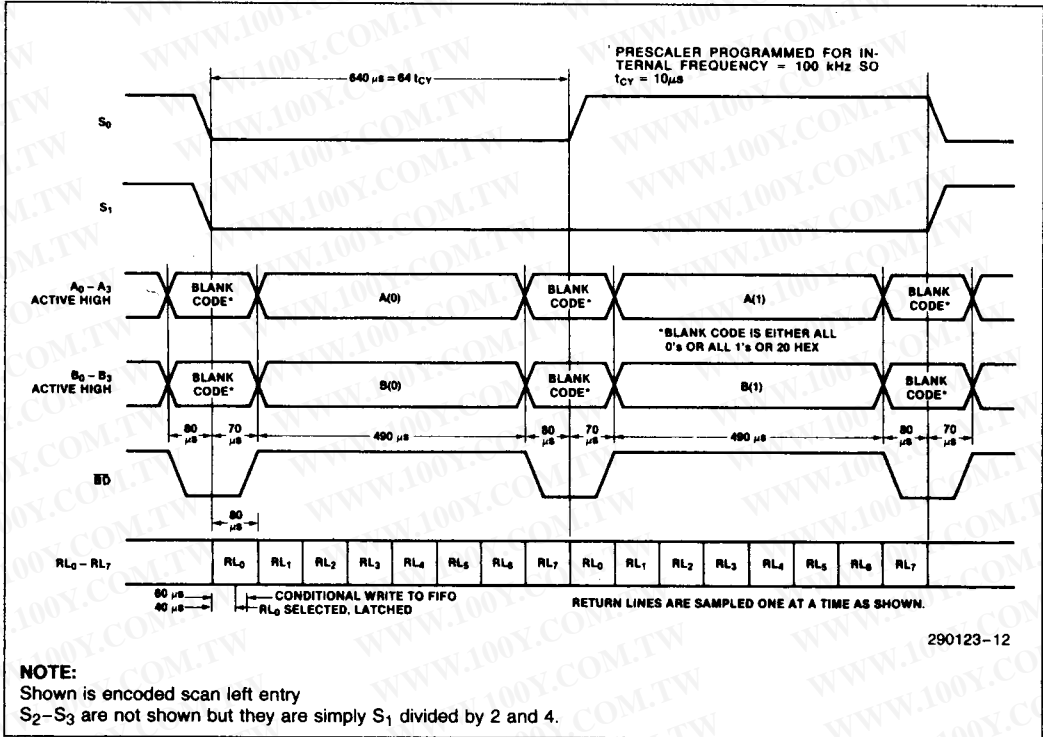 PRESCALER PROGRAMMED FOR IN-
TERNAL FREQUENCY = 100 kHz SO
tCY = 10μs
640 μs = 64 tCY
S0
S1
A0 – A3
ACTIVE HIGH
BLANK
CODE*
A(0)
BLANK
CODE*
A(1)
BLANK
CODE*
*BLANK CODE IS EITHER ALL
0's OR ALL 1's OR 20 HEX
B0 – B3
ACTIVE HIGH
BLANK
CODE*
B(0)
BLANK
CODE*
B(1)
BLANK
CODE*
80 μs
70 μs
490 μs
80 μs
70 μs
490 μs
80 μs
70 μs
BD
80 μs
RL0 – RL7
RL0 RL1 RL2 RL3 RL4 RL5 RL6 RL7 RL0 RL1 RL2 RL3 RL4 RL5 RL6 RL7
60 μs CONDITIONAL WRITE TO FIFO
40 μs RL0 SELECTED, LATCHED
RETURN LINES ARE SAMPLED ONE AT A TIME AS SHOWN.
290123–12
NOTE:
Shown is encoded scan left entry
S2–S3 are not shown but they are simply S1 divided by 2 and 4.
WWW.100Y.COM.TW